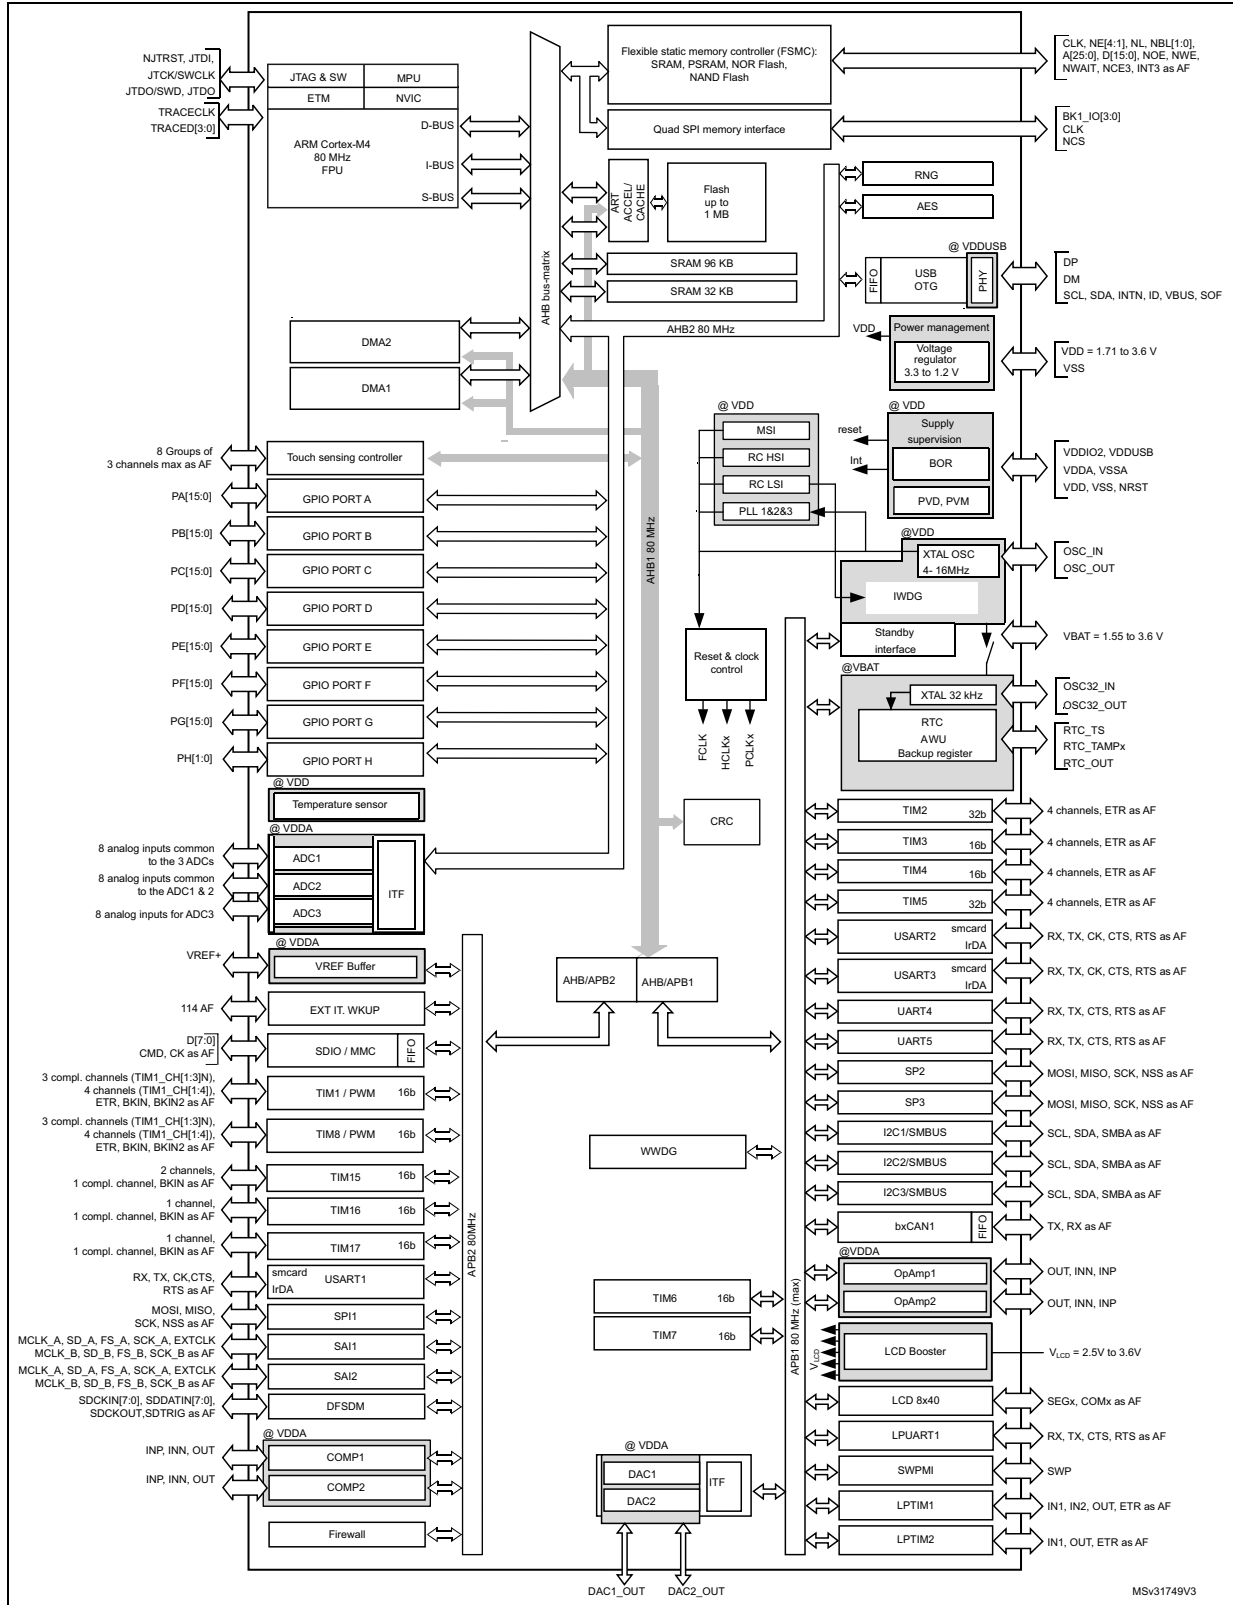 NJTRST, JTDI,
JTCK/SWCLK
JTDO/SWD, JTDO
TRACECLK
TRACED[3:0]
JTAG & SW
MPU
ETM
NVIC
ARM Cortex-M4
80 MHz
FPU
D-BUS
I-BUS
S-BUS
AHB bus-matrix
Flexible static memory controller (FSMC):
SRAM, PSRAM, NOR Flash,
NAND Flash
CLK, NE[4:1], NL, NBL[1:0],
A[25:0], D[15:0], NOE, NWE,
NWAIT, NCE3, INT3 as AF
Quad SPI memory interface
BK1_IO[3:0]
CLK
NCS
ART
ACCEL/
CACHE
Flash
up to
1 MB
RNG
AES
SRAM 96 KB
SRAM 32 KB
@ VDDUSB
FIFO
USB
OTG
PHY
DP
DM
SCL, SDA, INTN, ID, VBUS, SOF
AHB2 80 MHz
DMA2
DMA1
VDD
Power management
Voltage
regulator
3.3 to 1.2 V
VDD = 1.71 to 3.6 V
VSS
@ VDD
MSI
RC HSI
RC LSI
PLL 1&2&3
@ VDD
reset
Int
Supply
supervision
BOR
PVD, PVM
VDDIO2, VDDUSB
VDDA, VSSA
VDD, VSS, NRST
8 Groups of
3 channels max as AF
Touch sensing controller
PA[15:0]
GPIO PORT A
PB[15:0]
GPIO PORT B
PC[15:0]
GPIO PORT C
PD[15:0]
GPIO PORT D
PE[15:0]
GPIO PORT E
PF[15:0]
GPIO PORT F
PG[15:0]
GPIO PORT G
PH[1:0]
GPIO PORT H
AHB1 80 MHz
@VDD
XTAL OSC
4- 16MHz
IWDG
OSC_IN
OSC_OUT
Standby
interface
VBAT = 1.55 to 3.6 V
Reset & clock
control
FCLK
HCLKx
PCLKx
@VBAT
XTAL 32 kHz
RTC
AWU
Backup register
OSC32_IN
OSC32_OUT
RTC_TS
RTC_TAMPx
RTC_OUT
@ VDD
Temperature sensor
@ VDDA
8 analog inputs common
to the 3 ADCs
8 analog inputs common
to the ADC1 & 2
8 analog inputs for ADC3
ADC1
ADC2
ADC3
ITF
CRC
@ VDDA
VREF+
VREF Buffer
AHB/APB2
AHB/APB1
114 AF
EXT IT. WKUP
D[7:0]
CMD, CK as AF
SDIO / MMC
FIFO
3 compl. channels (TIM1_CH[1:3]N),
4 channels (TIM1_CH[1:4]),
ETR, BKIN, BKIN2 as AF
TIM1 / PWM
16b
3 compl. channels (TIM1_CH[1:3]N),
4 channels (TIM1_CH[1:4]),
ETR, BKIN, BKIN2 as AF
TIM8 / PWM
16b
2 channels,
1 compl. channel, BKIN as AF
TIM15
16b
1 channel,
1 compl. channel, BKIN as AF
TIM16
16b
1 channel,
1 compl. channel, BKIN as AF
TIM17
16b
RX, TX, CK,CTS,
RTS as AF
smcard
IrDA
USART1
MOSI, MISO,
SCK, NSS as AF
SPI1
MCLK_A, SD_A, FS_A, SCK_A, EXTCLK
MCLK_B, SD_B, FS_B, SCK_B as AF
SAI1
MCLK_A, SD_A, FS_A, SCK_A, EXTCLK
MCLK_B, SD_B, FS_B, SCK_B as AF
SAI2
SDCKIN[7:0], SDDATIN[7:0],
SDCKOUT,SDTRIG as AF
DFSDM
@ VDDA
INP, INN, OUT
COMP1
INP, INN, OUT
COMP2
Firewall
APB2 80MHz
WWDG
TIM6
16b
TIM7
16b
@ VDDA
DAC1
DAC2
ITF
DAC1_OUT
DAC2_OUT
APB1 80 MHz (max)
TIM2
32b
4 channels, ETR as AF
TIM3
16b
4 channels, ETR as AF
TIM4
16b
4 channels, ETR as AF
TIM5
32b
4 channels, ETR as AF
USART2
smcard
IrDA
RX, TX, CK, CTS, RTS as AF
USART3
smcard
IrDA
RX, TX, CK, CTS, RTS as AF
UART4
RX, TX, CTS, RTS as AF
UART5
RX, TX, CTS, RTS as AF
SP2
MOSI, MISO, SCK, NSS as AF
SP3
MOSI, MISO, SCK, NSS as AF
I2C1/SMBUS
SCL, SDA, SMBA as AF
I2C2/SMBUS
SCL, SDA, SMBA as AF
I2C3/SMBUS
SCL, SDA, SMBA as AF
bxCAN1
FIFO
TX, RX as AF
@VDDA
OpAmp1
OUT, INN, INP
OpAmp2
OUT, INN, INP
VLCD
LCD Booster
VLCD = 2.5V to 3.6V
LCD 8x40
SEGx, COMx as AF
LPUART1
RX, TX, CTS, RTS as AF
SWPMI
SWP
LPTIM1
IN1, IN2, OUT, ETR as AF
LPTIM2
IN1, OUT, ETR as AF
MSv31749V3